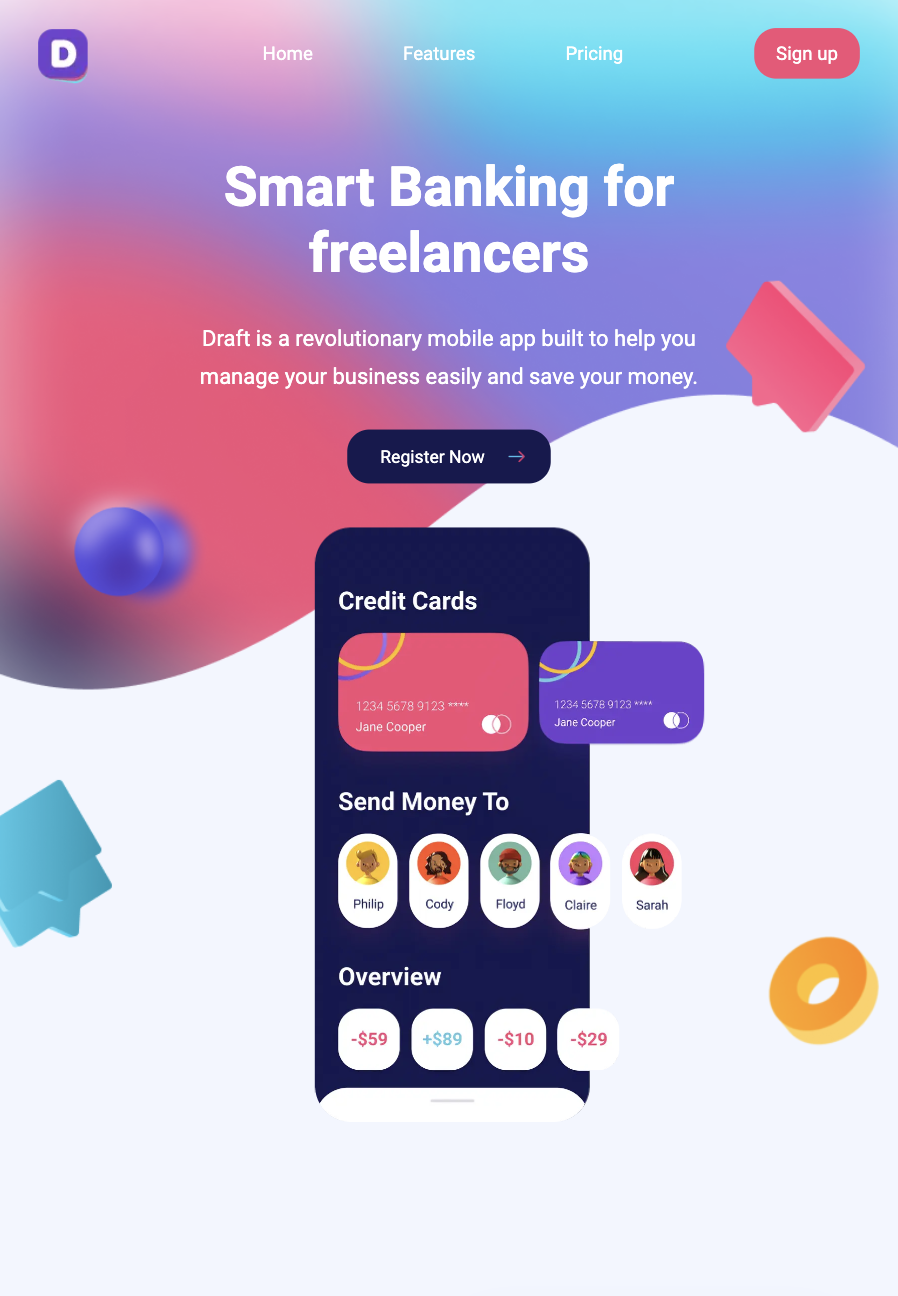 D
Home
Features
Pricing
Sign up
Smart Banking for
freelancers
Draft is a revolutionary mobile app built to help you
manage your business easily and save your money.
Register Now
Credit Cards
1234 5678 9123 ****
Jane Cooper
1234 5678 9123 ****
Jane Cooper
Send Money To
Philip
Cody
Floyd
Claire
Sarah
Overview
-$59
+$89
-$10
-$29